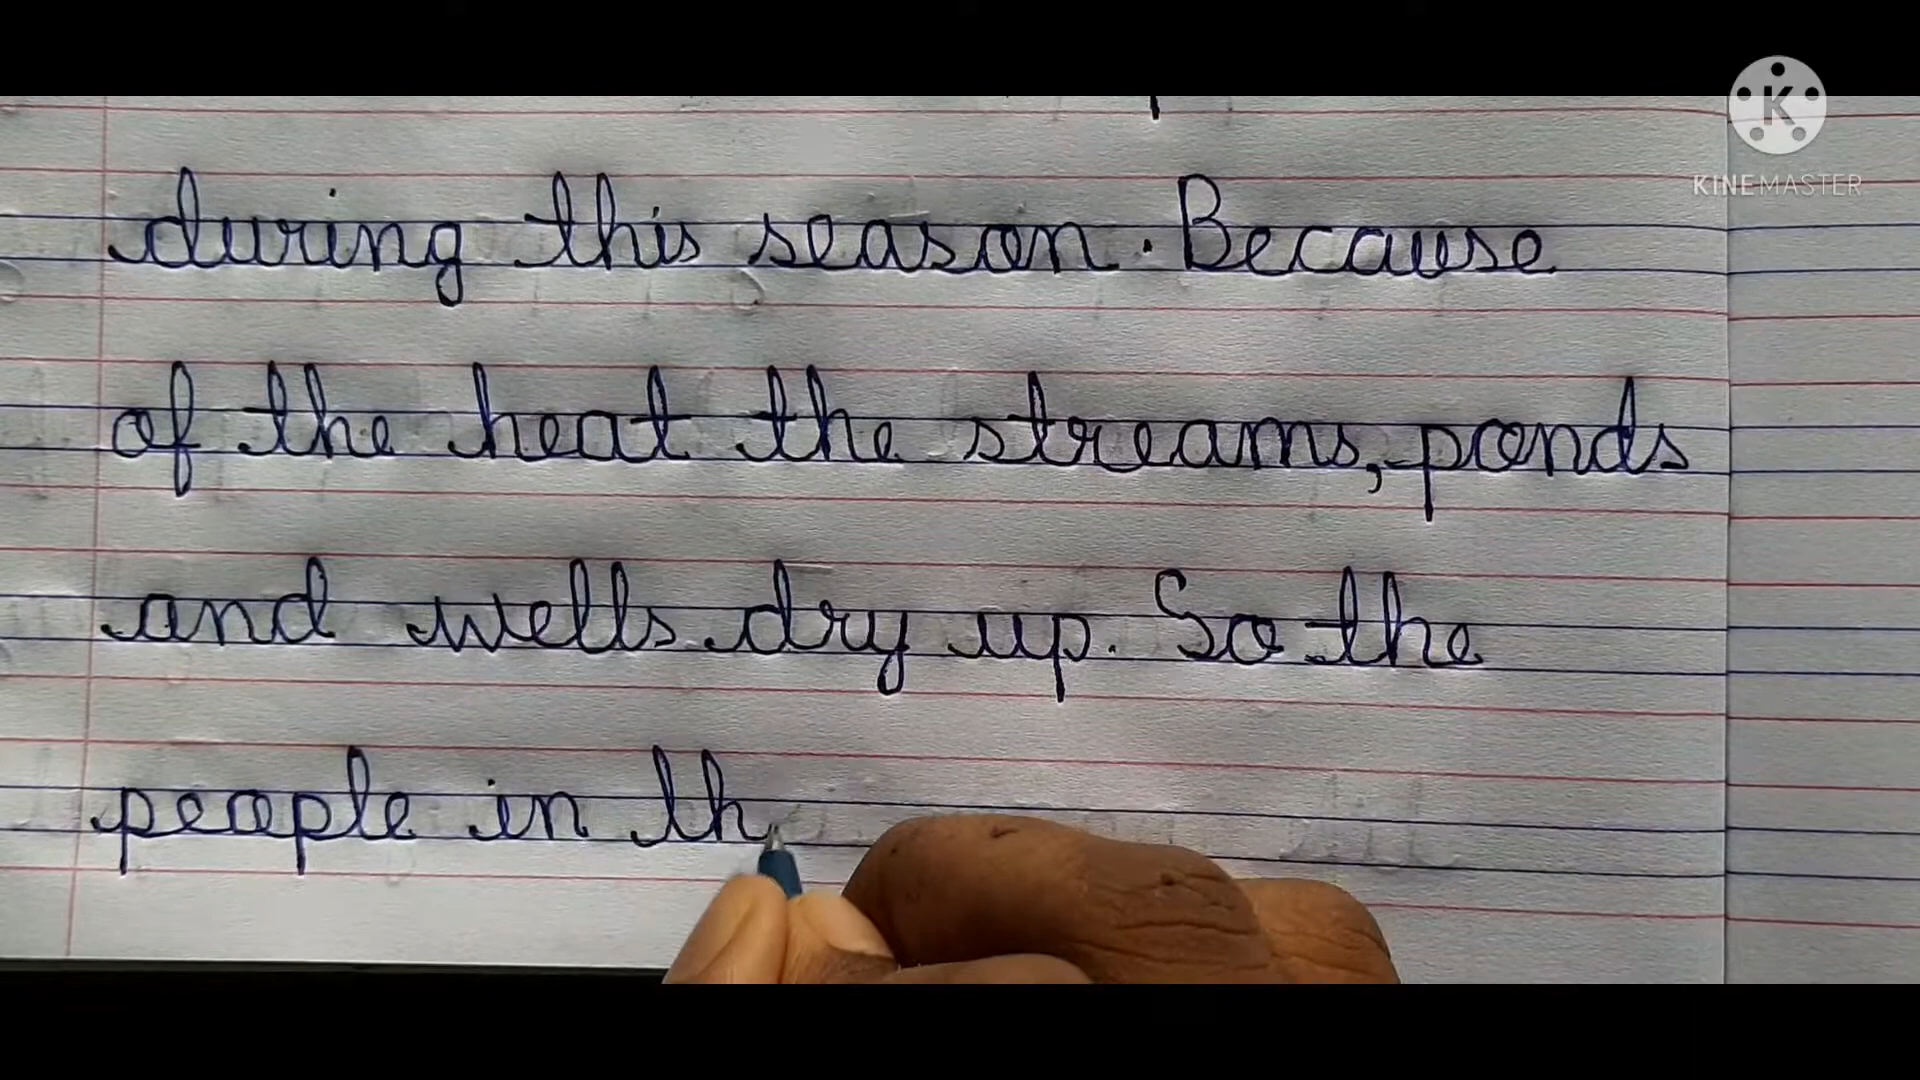 KINEMASTER
during this season. Because
of the heat the streams, ponds
and wells dry up. So the
people in th